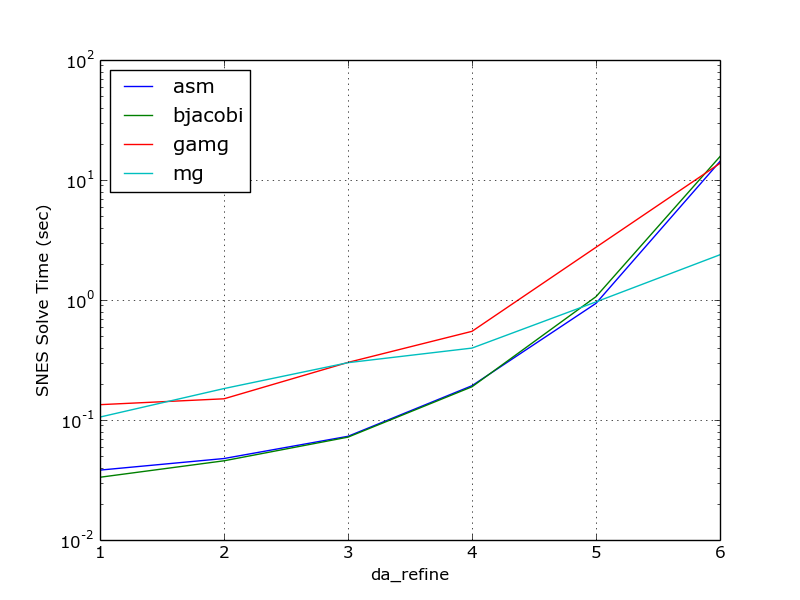 10^2
10^1
10^0
10^-1
10^-2
SNES Solve Time (sec)
asm
bjacobi
gamg
mg
1 2 3 4 5 6
da_refine